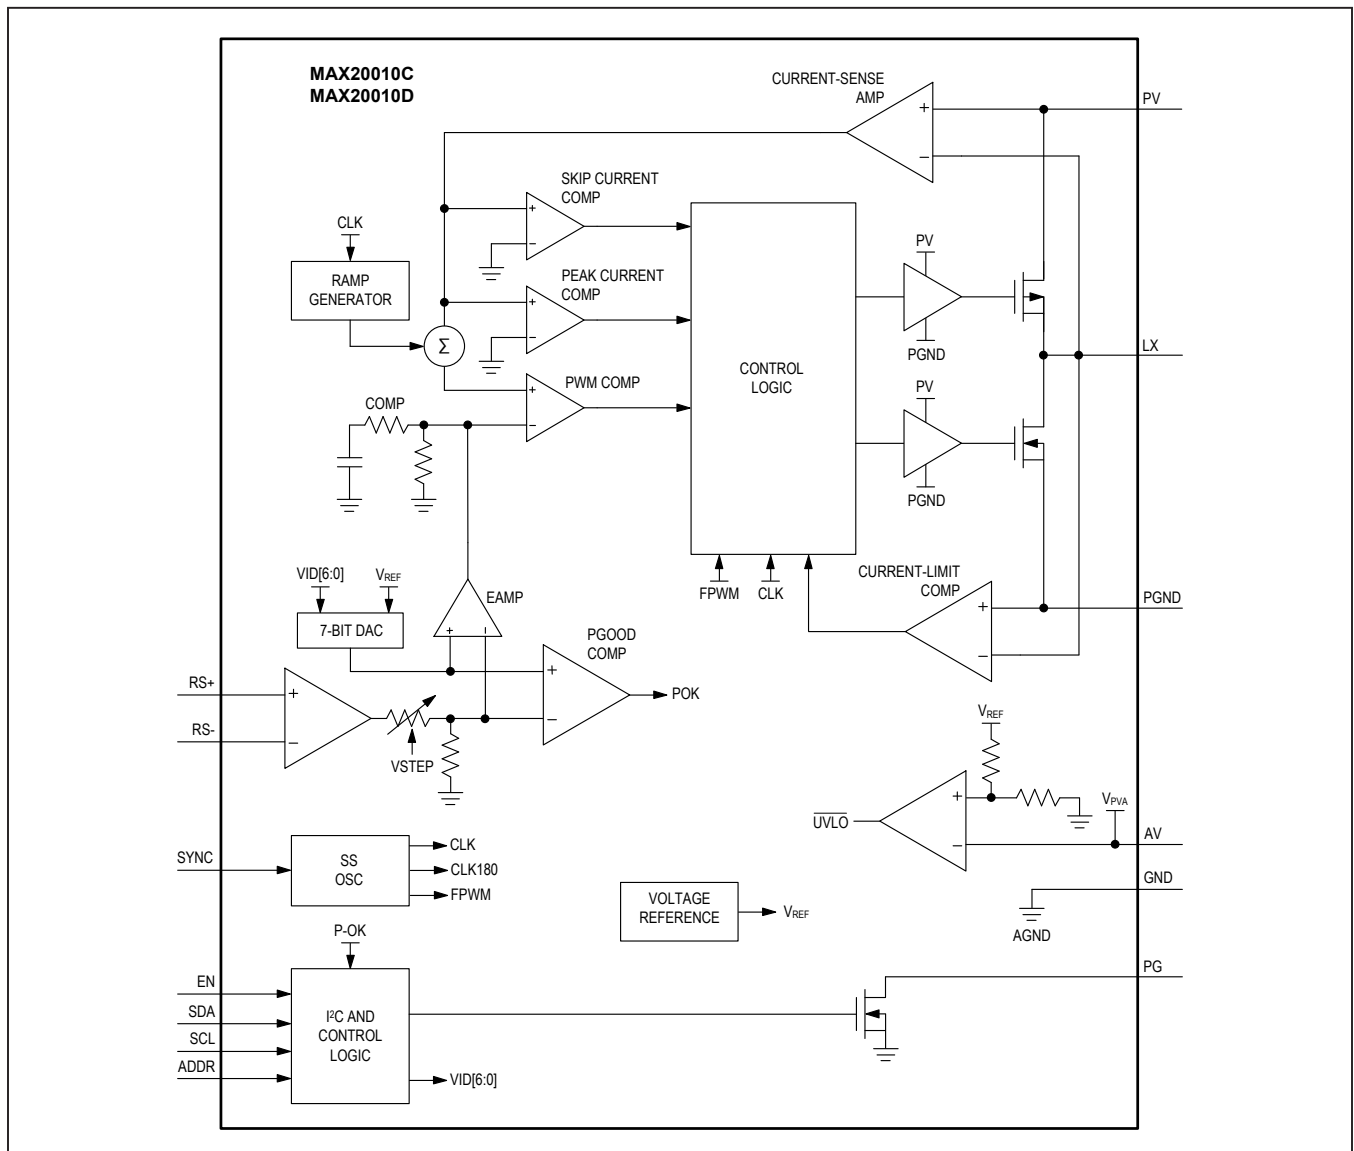 MAX20010C
MAX20010D
CURRENT-SENSE
AMP
+
−
PV
SKIP CURRENT
COMP
+
−
CLK
RAMP
GENERATOR
PEAK CURRENT
COMP
+
−
Σ
PWM COMP
+
−
COMP
CONTROL
LOGIC
PV
PGND
PV
PGND
LX
FPWM
CLK
CURRENT-LIMIT
COMP
+
−
PGND
VID[6:0]
VREF
7-BIT DAC
EAMP
+
−
PGOOD
COMP
+
−
POK
RS+
RS-
+
−
VSTEP
VREF
+
−
UVLO
VPVA
AV
SYNC
SS
OSC
CLK
CLK180
FPWM
VOLTAGE
REFERENCE
VREF
GND
AGND
P-OK
EN
SDA
SCL
ADDR
I²C AND
CONTROL
LOGIC
VID[6:0]
PG